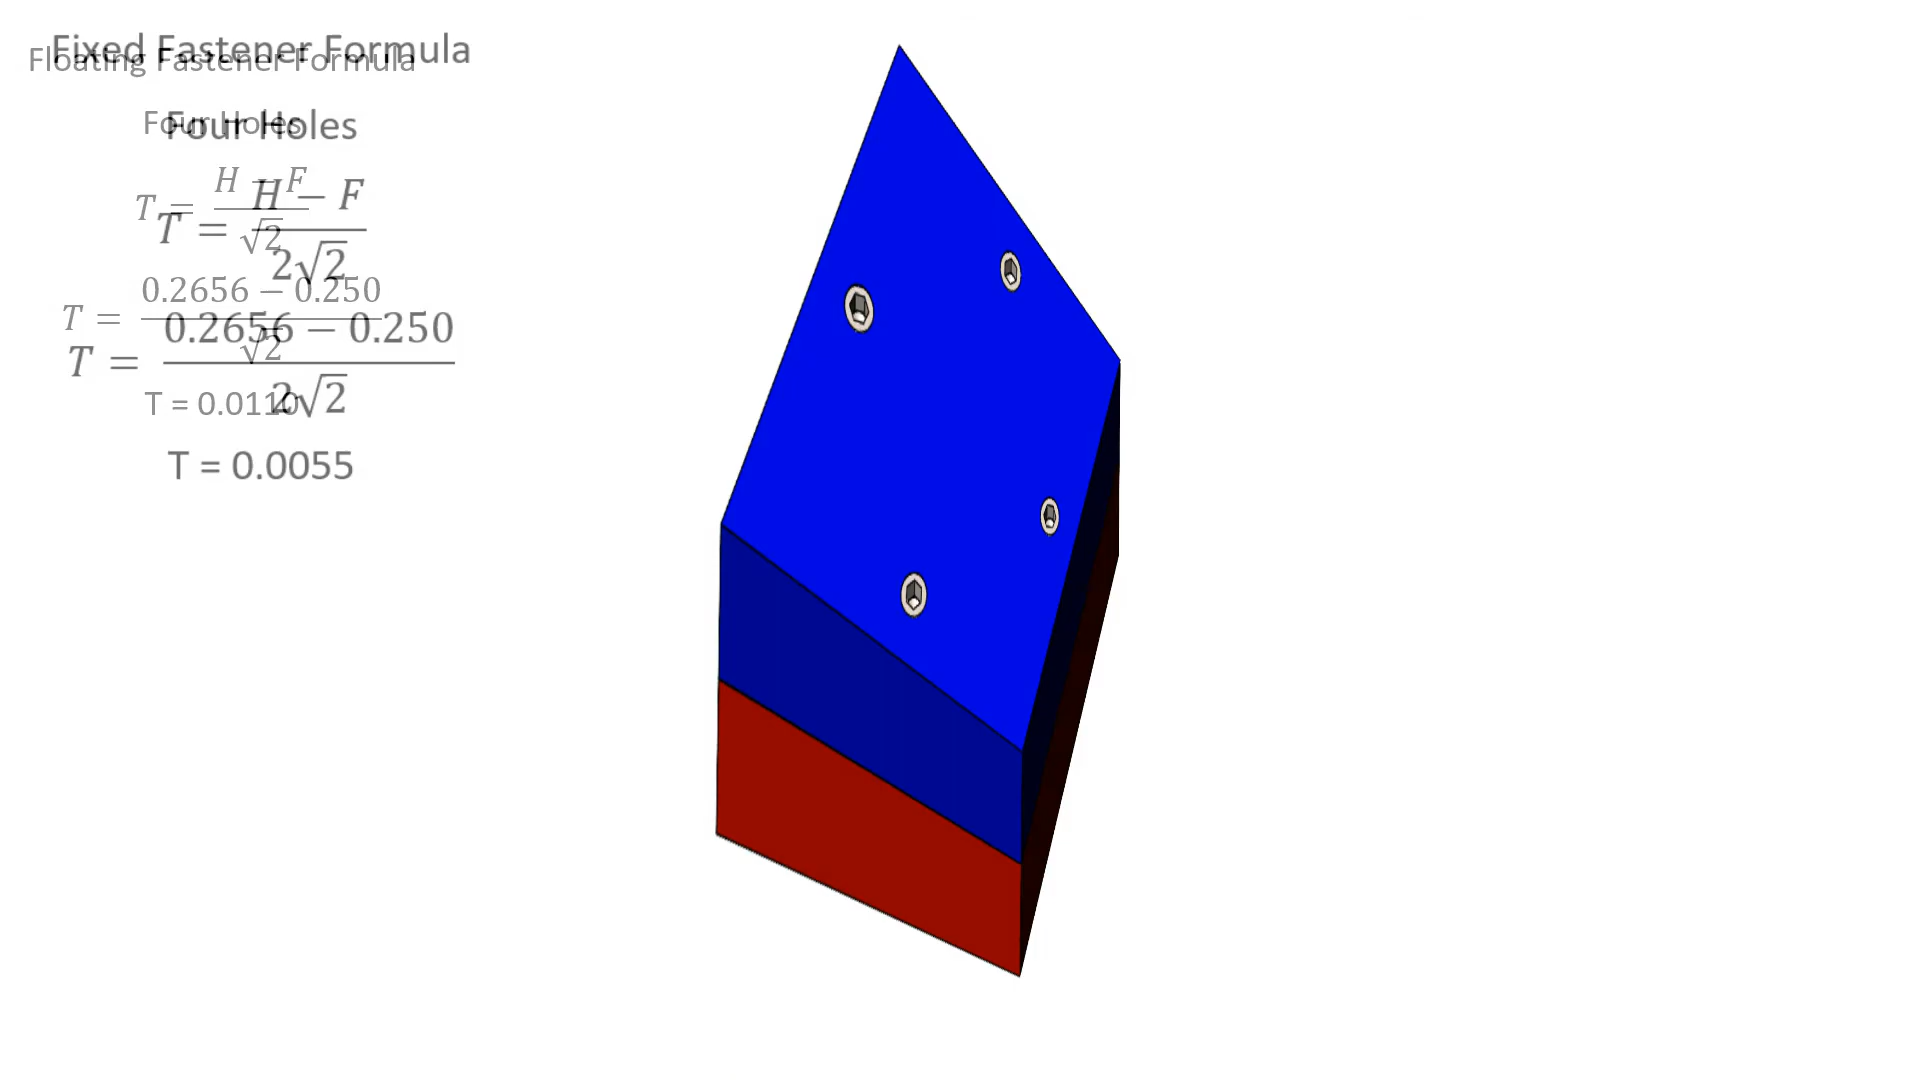 Fixed Fastener Formula
Four Holes
T = H − F / 2√2
T = 0.2656 − 0.250 / 2√2
T = 0.0055
Floating Fastener Formula
Four Holes
T = H − F / √2
T = 0.2656 − 0.250 / √2
T = 0.0110